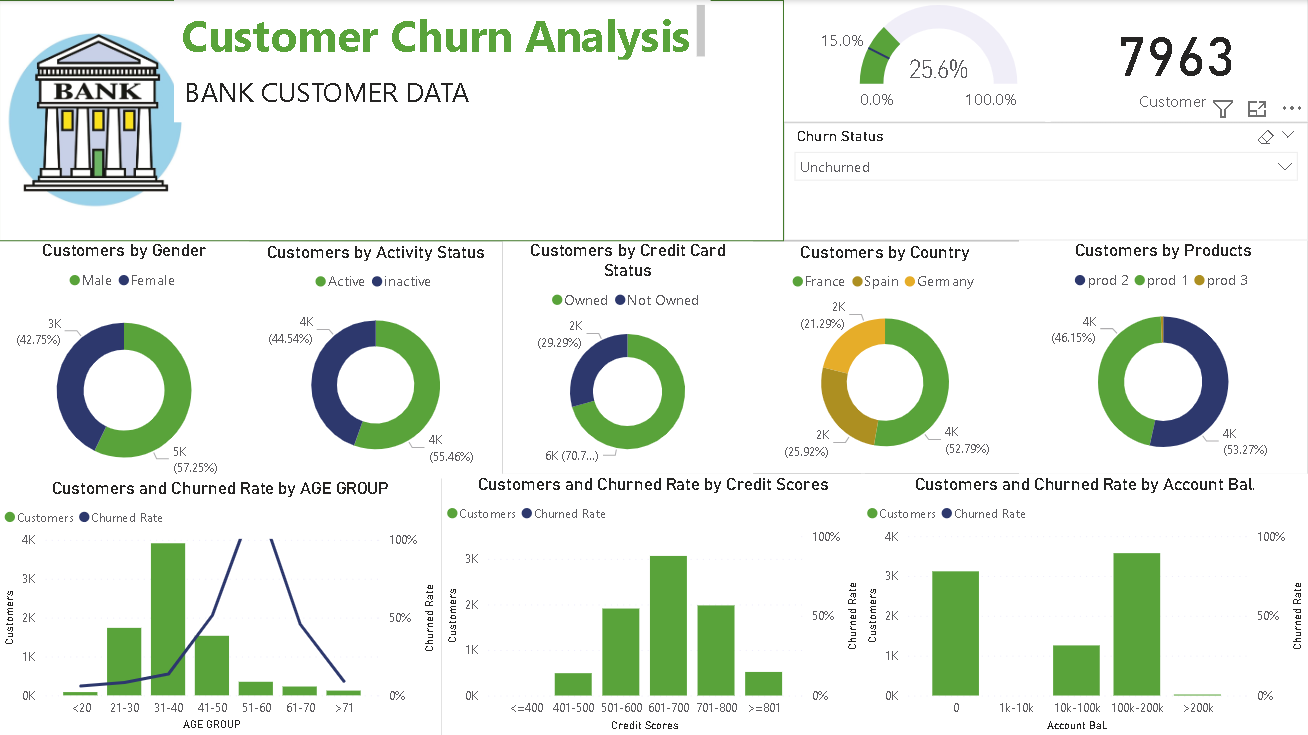 Customer Churn Analysis
BANK
BANK CUSTOMER DATA
15.0%
25.6%
0.0%
100.0%
7963
Customer
Churn Status
Unchurned
Customers by Gender
Male Female
3K
(42.75%)
5K
(57.25%)
Customers by Activity Status
Active inactive
4K
(44.54%)
4K
(55.46%)
Customers by Credit Card
Status
Owned Not Owned
2K
(29.29%)
6K (70.7...)
Customers by Country
France Spain Germany
2K
(21.29%)
2K
(25.92%)
4K
(52.79%)
Customers by Products
prod 2 prod 1 prod 3
4K
(46.15%)
4K
(53.27%)
Customers and Churned Rate by AGE GROUP
Customers Churned Rate
4K
3K
2K
1K
0K
Customers
100%
50%
0%
Churned Rate
<20 21-30 31-40 41-50 51-60 61-70 >71
AGE GROUP
Customers and Churned Rate by Credit Scores
Customers Churned Rate
3K
2K
1K
0K
Customers
100%
50%
0%
Churned Rate
<=400 401-500 501-600 601-700 701-800 >=801
Credit Scores
Customers and Churned Rate by Account Bal.
Customers Churned Rate
4K
3K
2K
1K
0K
Customers
100%
50%
0%
Churned Rate
0 1k-10k 10k-100k 100k-200k >200k
Account Bal.